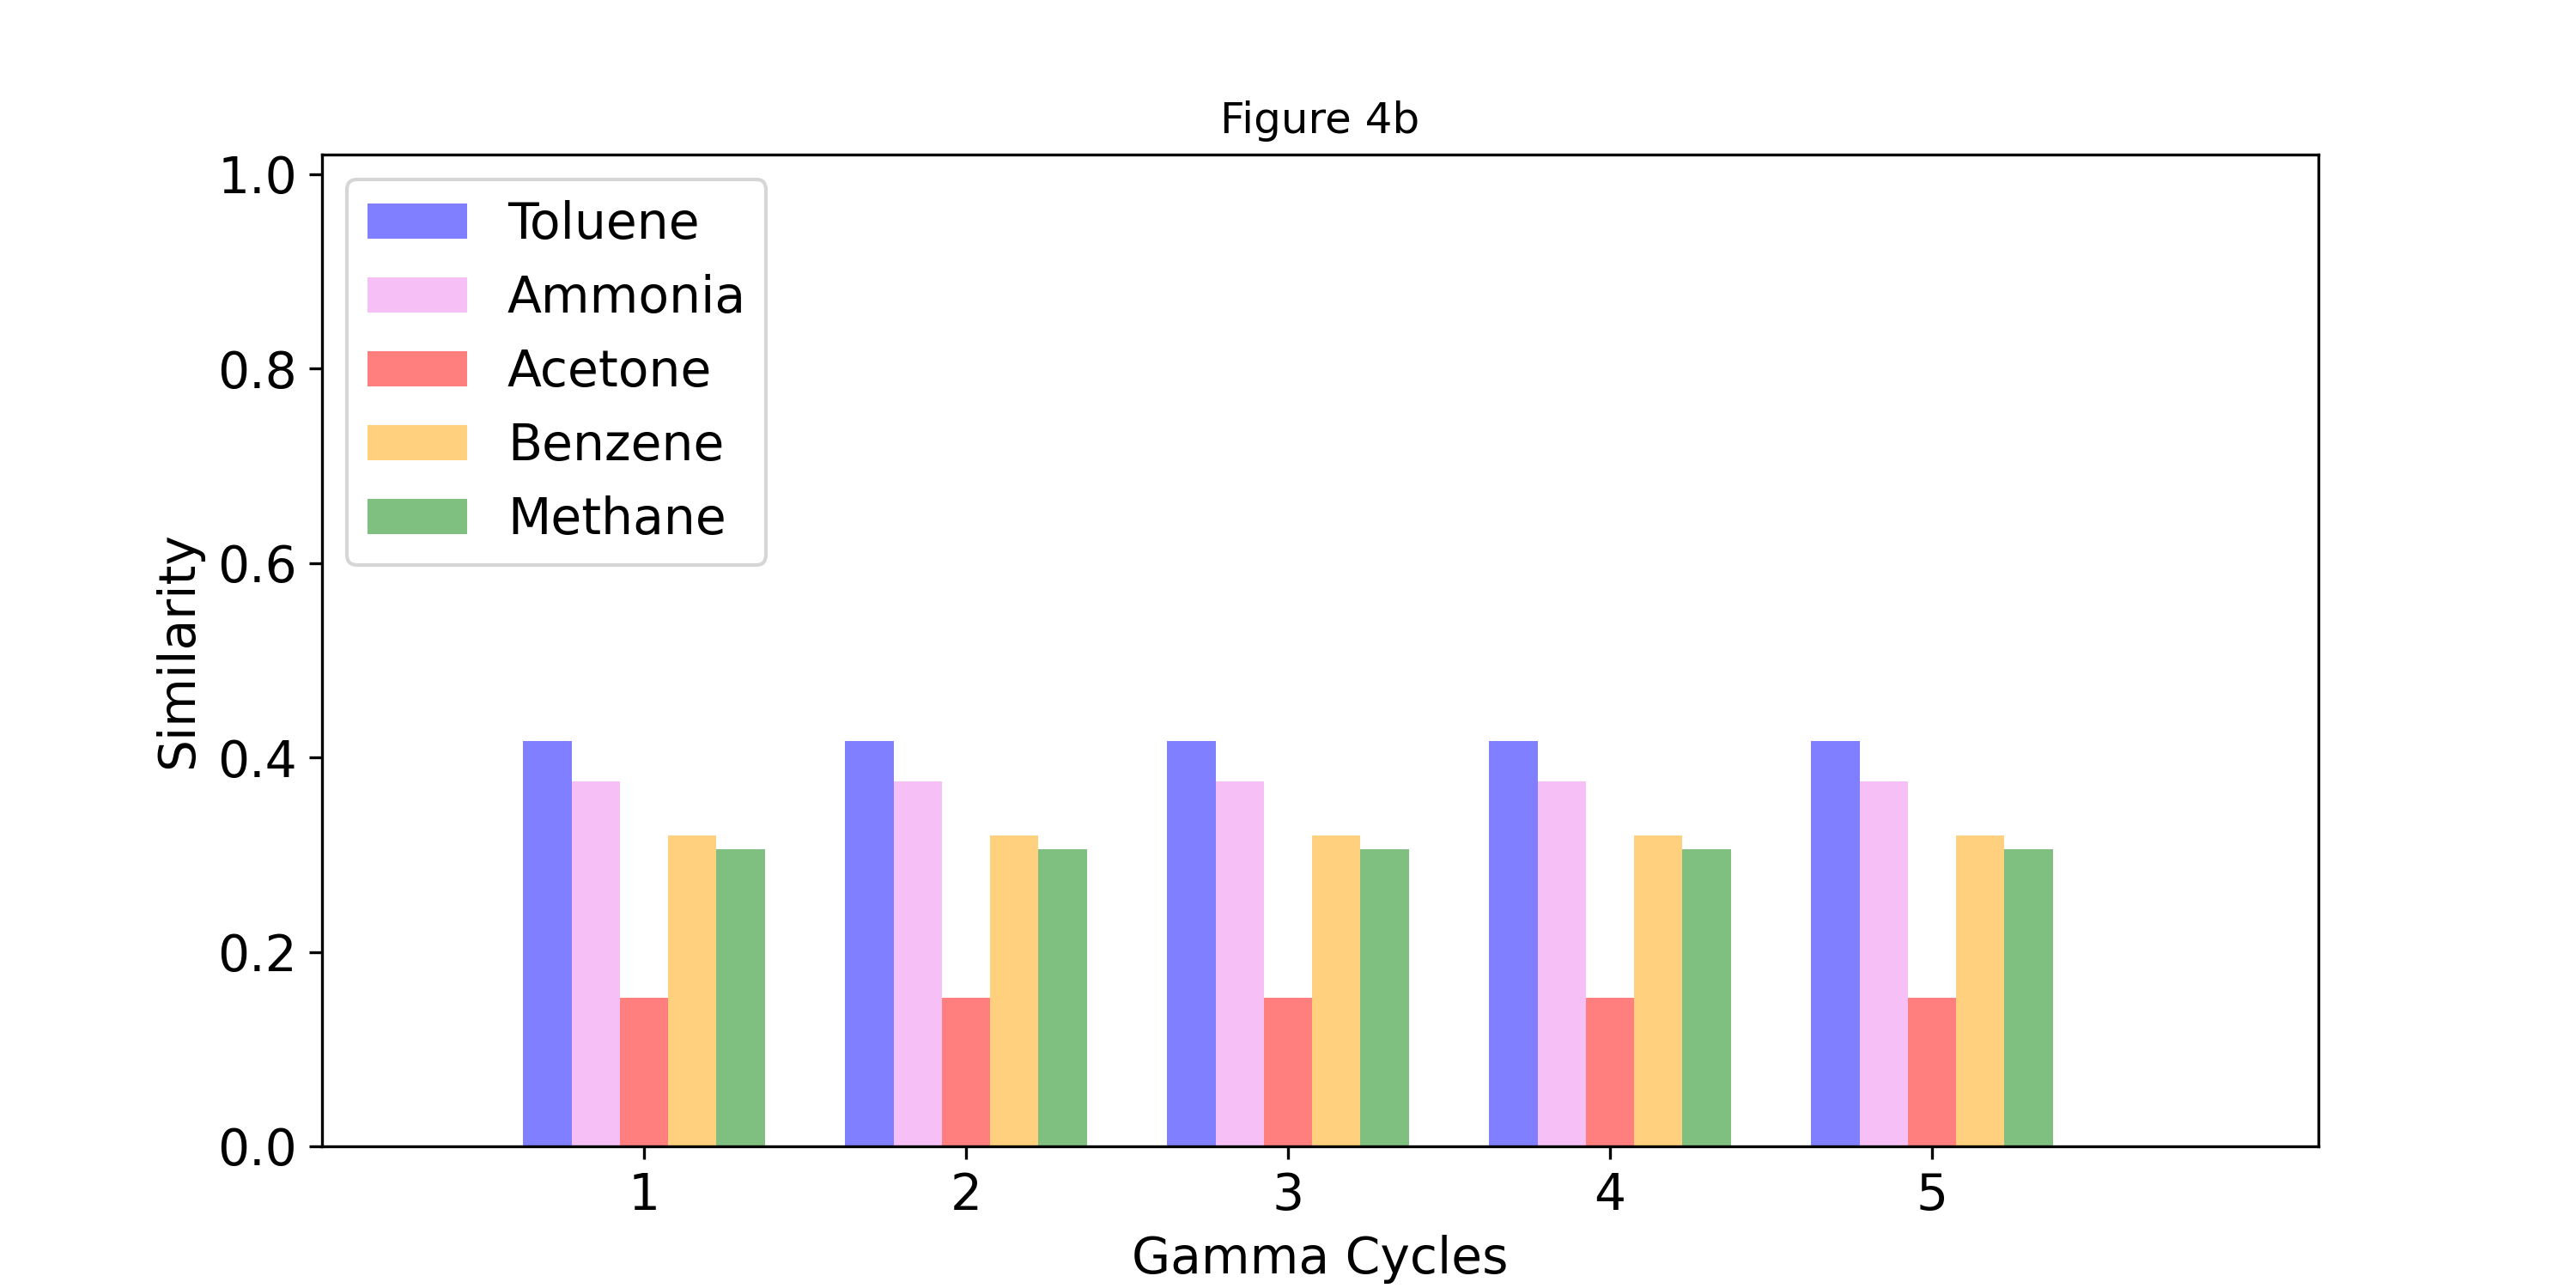 Figure 4b
1.0
0.8
0.6
0.4
0.2
0.0
Similarity
Toluene
Ammonia
Acetone
Benzene
Methane
1 2 3 4 5
Gamma Cycles